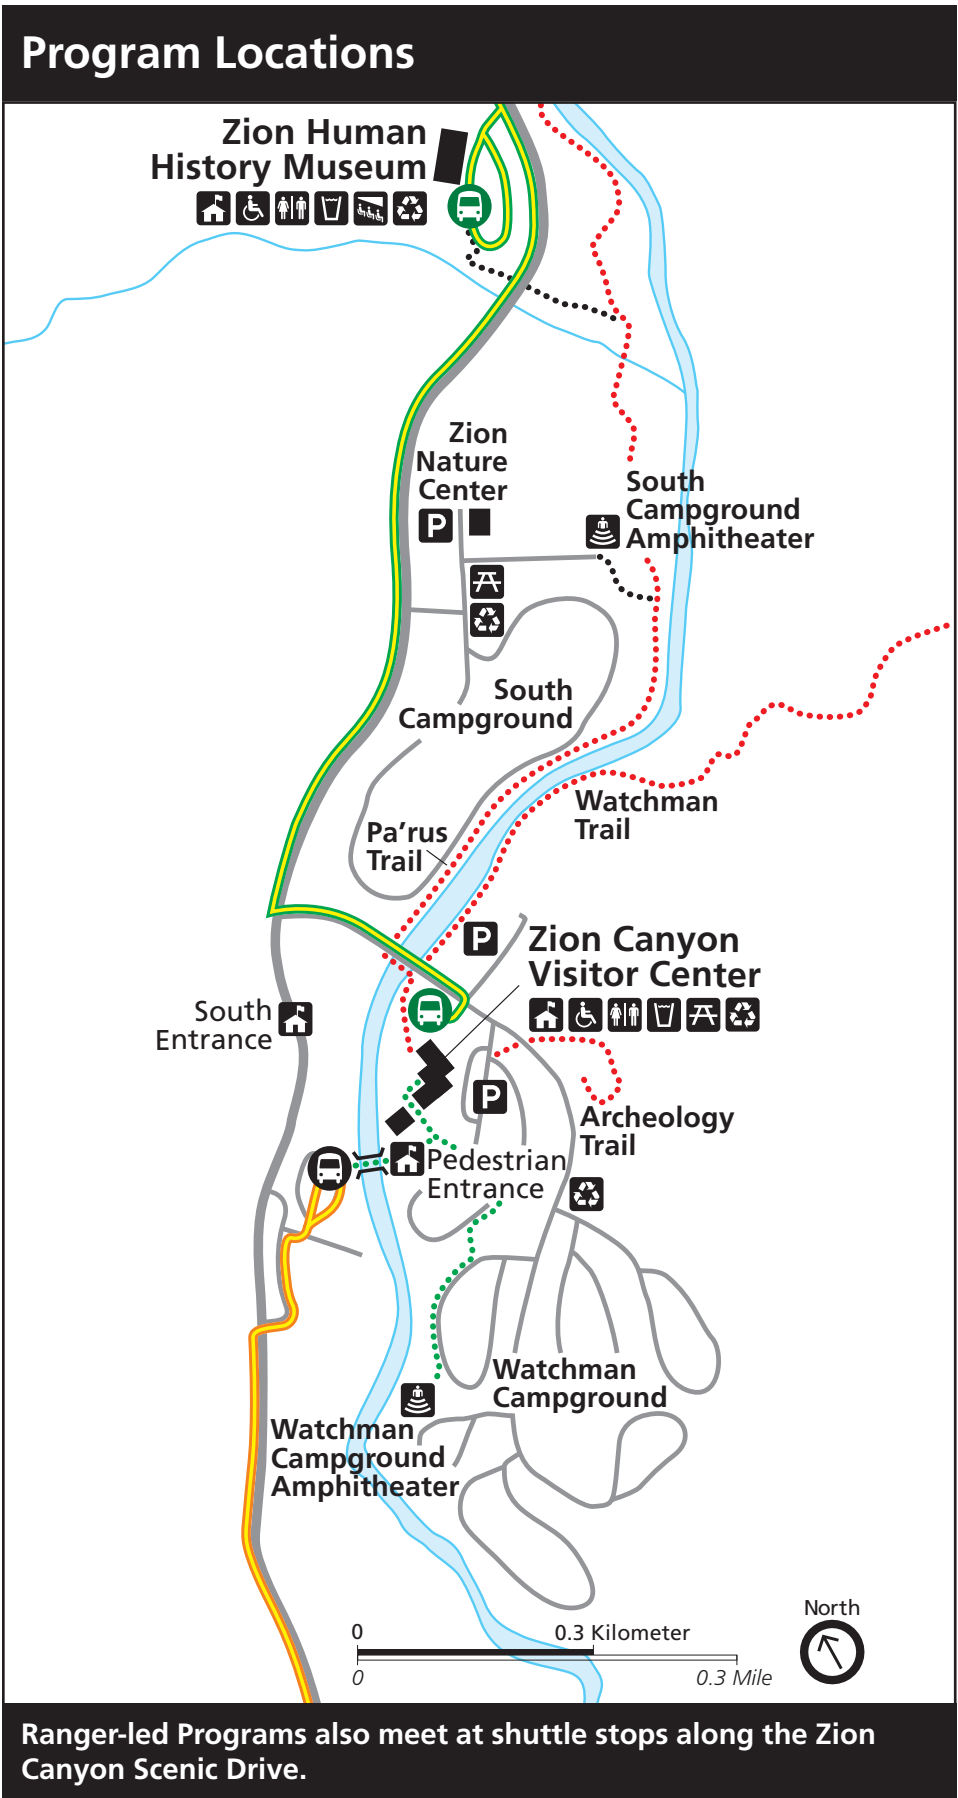 Program Locations
Zion Human
History Museum
Zion
Nature
Center
P
South
Campground
Amphitheater
South
Campground
Watchman
Trail
Pa’rus
Trail
P
Zion Canyon
Visitor Center
South
Entrance
P
Archeology
Trail
Pedestrian
Entrance
Watchman
Campground
Watchman
Campground
Amphitheater
North
0
0.3 Kilometer
0
0.3 Mile
Ranger-led Programs also meet at shuttle stops along the Zion
Canyon Scenic Drive.